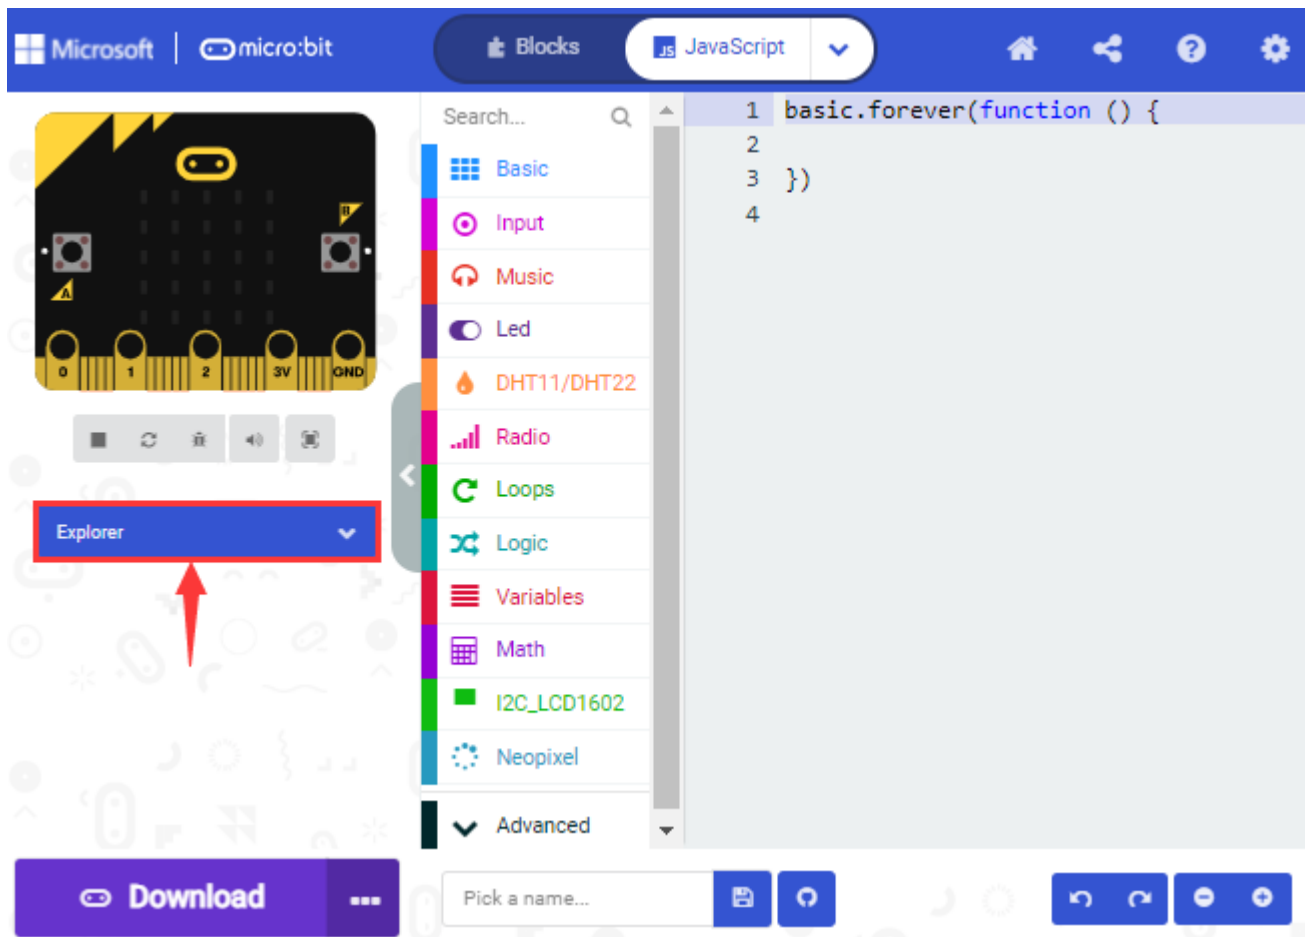 Microsoft micro:bit Blocks JS JavaScript
B
A
0 1 2 3V GND
Explorer
Search...
Basic
Input
Music
Led
DHT11/DHT22
Radio
Loops
Logic
Variables
Math
I2C_LCD1602
Neopixel
Advanced
1 basic.forever(function () {
2
3 })
4
Download
Pick a name...